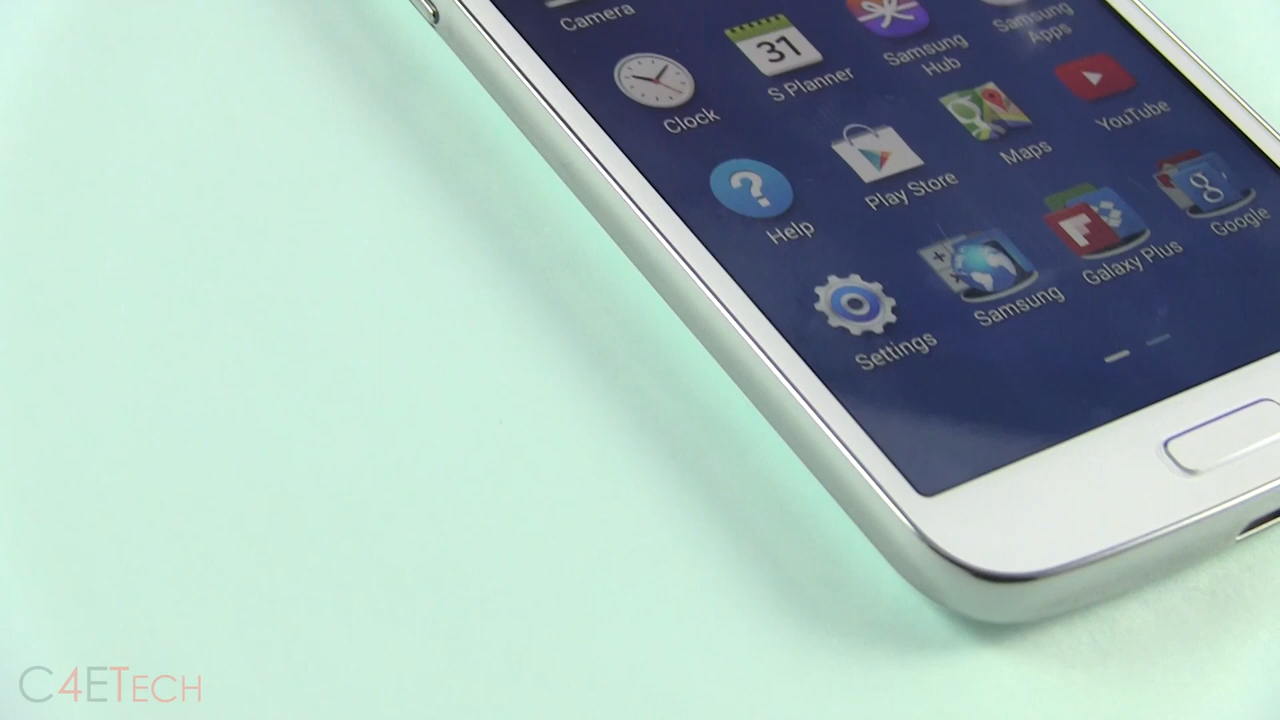 Camera
31
S Planner
Samsung
Hub
Samsung
Apps
Clock
Play Store
Maps
YouTube
?
Help
g
Settings
Samsung
Galaxy Plus
Google
C4ETECH